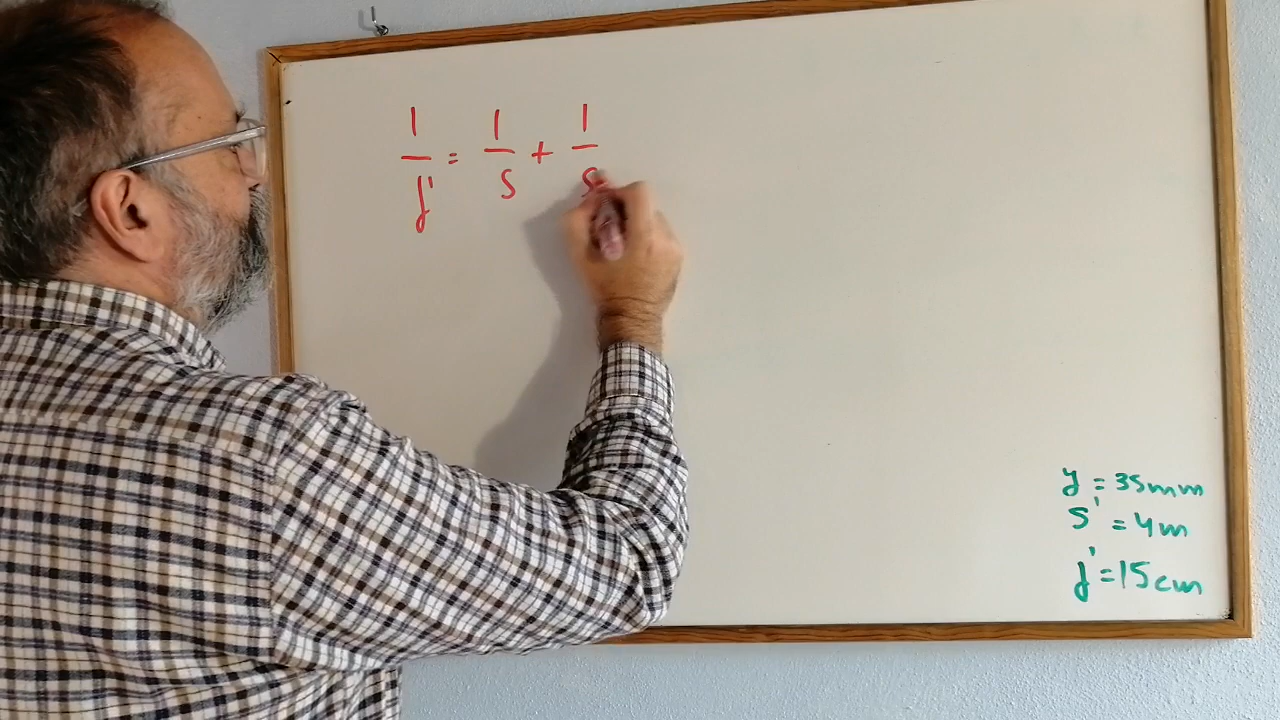 1/f' = 1/s + 1/s
y = 35mm
s' = 4m
f' = 15cm